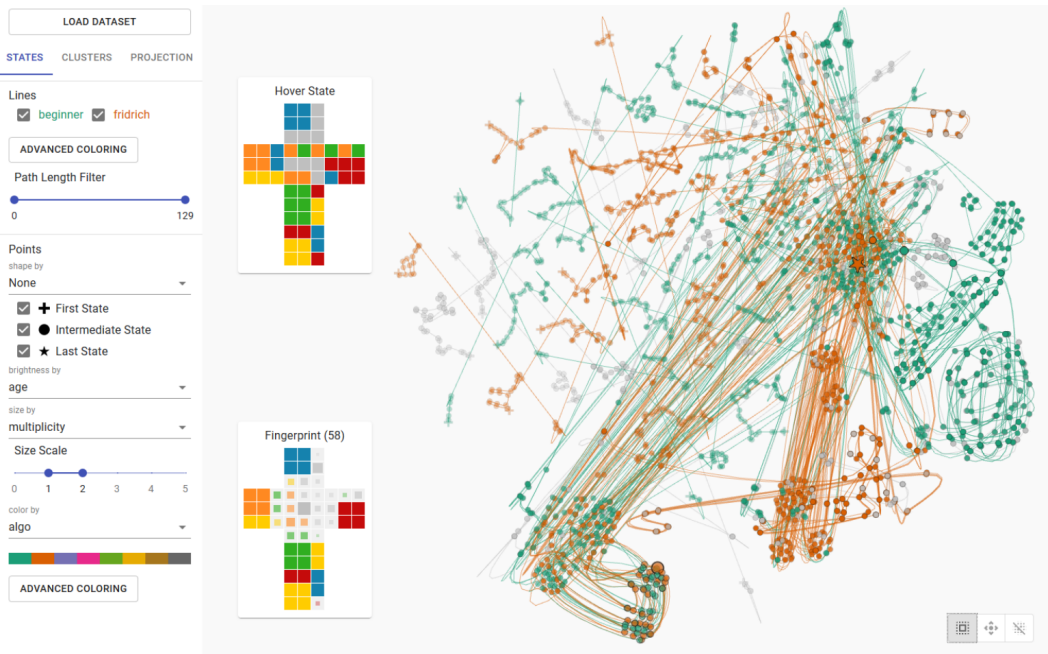 LOAD DATASET
STATES CLUSTERS PROJECTION
Lines
beginner fridrich
ADVANCED COLORING
Path Length Filter
0 129
Points
shape by
None
First State
Intermediate State
Last State
brightness by
age
size by
multiplicity
Size Scale
0 1 2 3 4 5
color by
algo
ADVANCED COLORING
Hover State
Fingerprint (58)